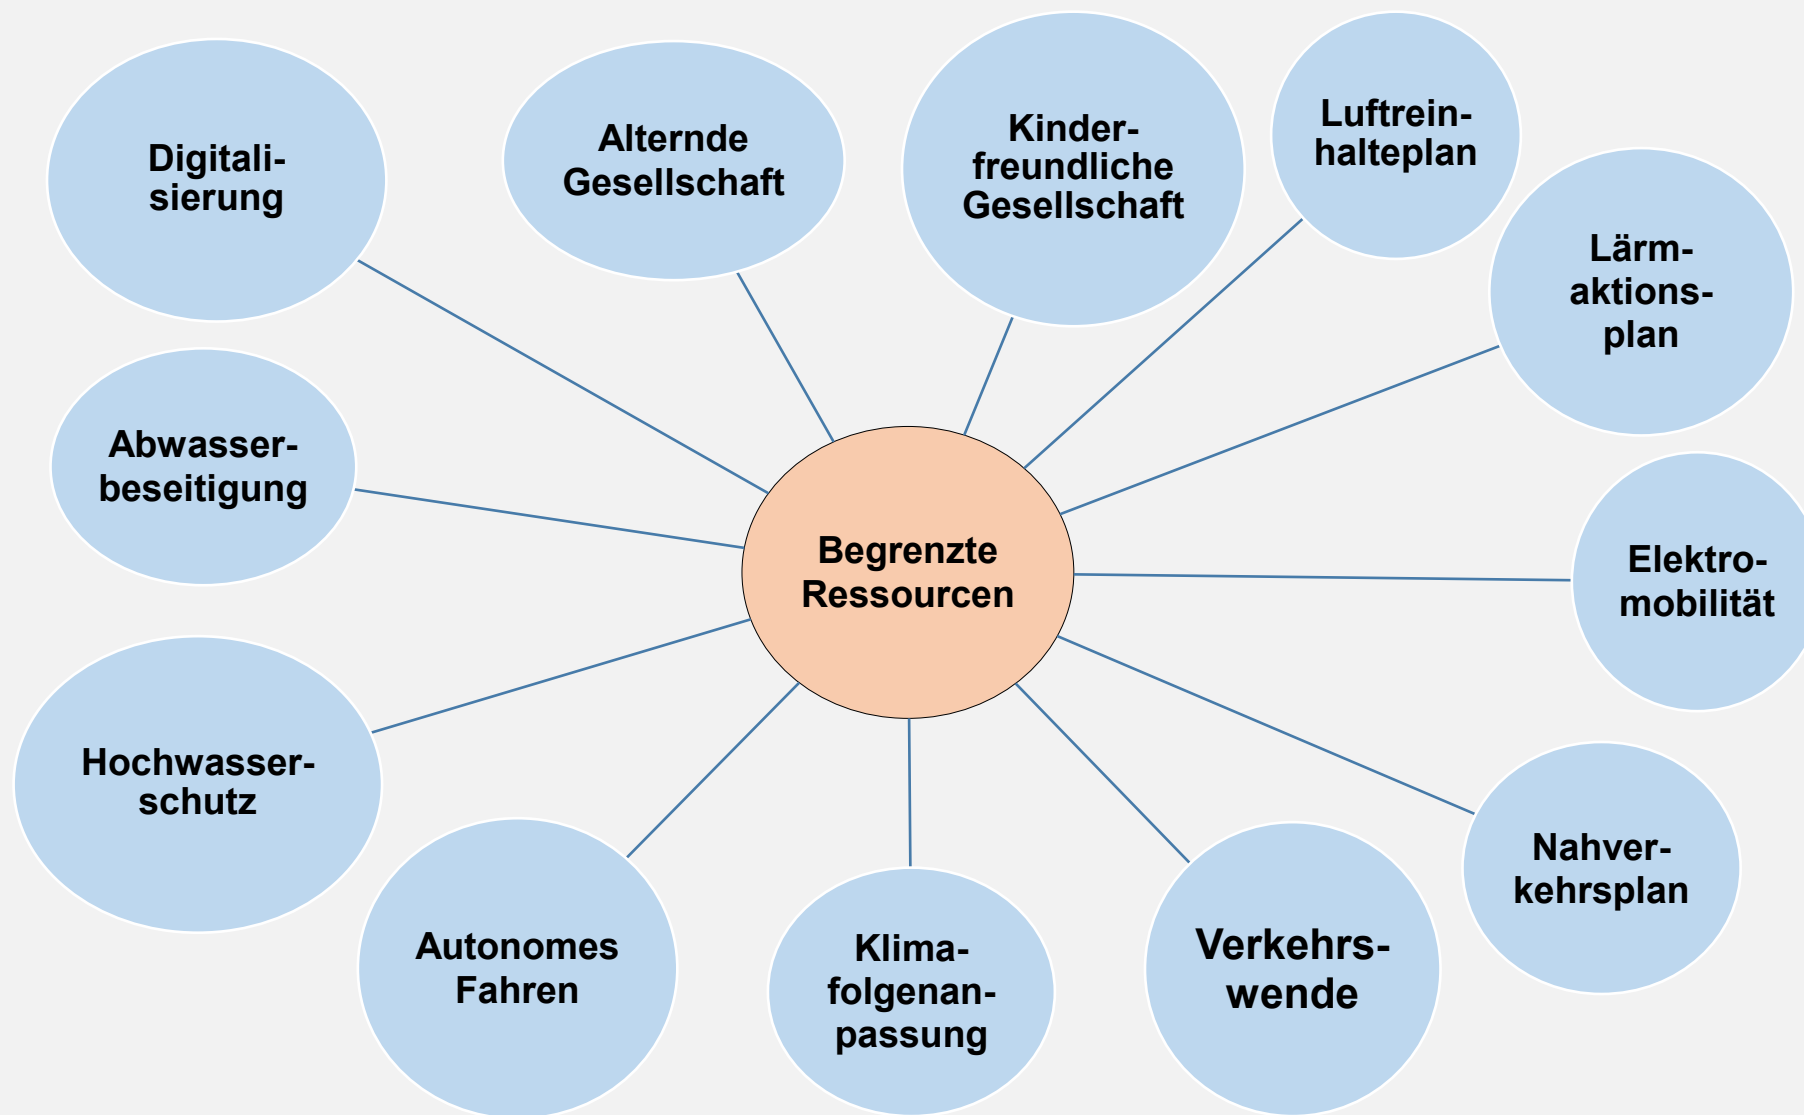 Digitali-
sierung
Alternde
Gesellschaft
Kinder-
freundliche
Gesellschaft
Luftrein-
halteplan
Lärm-
aktions-
plan
Abwasser-
beseitigung
Begrenzte
Ressourcen
Elektro-
mobilität
Hochwasser-
schutz
Nahver-
kehrsplan
Autonomes
Fahren
Klima-
folgenan-
passung
Verkehrs-
wende